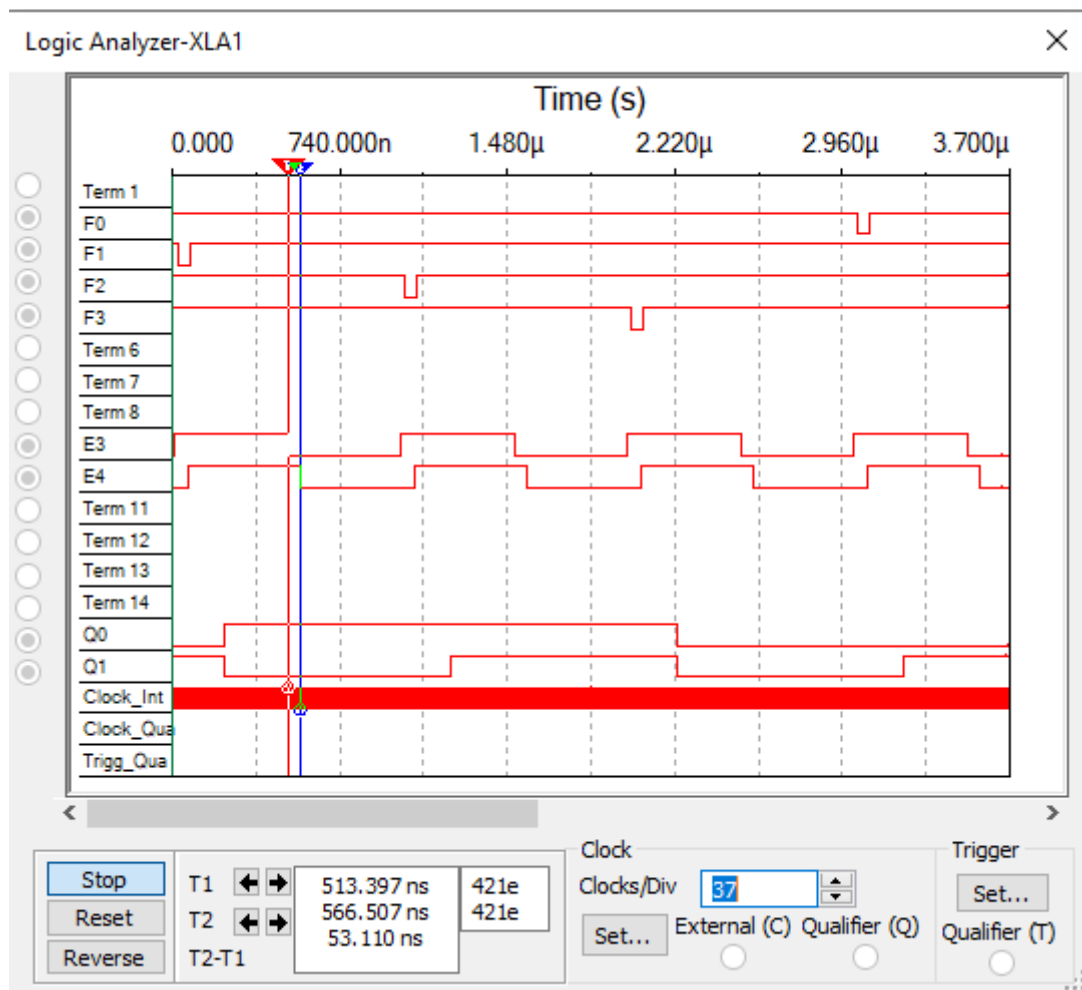 Logic Analyzer-XLA1
Time (s)
0.000 740.000n 1.480μ 2.220μ 2.960μ 3.700μ
Term 1
F0
F1
F2
F3
Term 6
Term 7
Term 8
E3
E4
Term 11
Term 12
Term 13
Term 14
Q0
Q1
Clock_Int
Clock_Qua
Trigg_Qua
Stop
Reset
Reverse
T1 513.397 ns 421e
T2 566.507 ns 421e
T2-T1 53.110 ns
Clock
Clocks/Div 37
Set... External (C) Qualifier (Q)
Trigger
Set...
Qualifier (T)